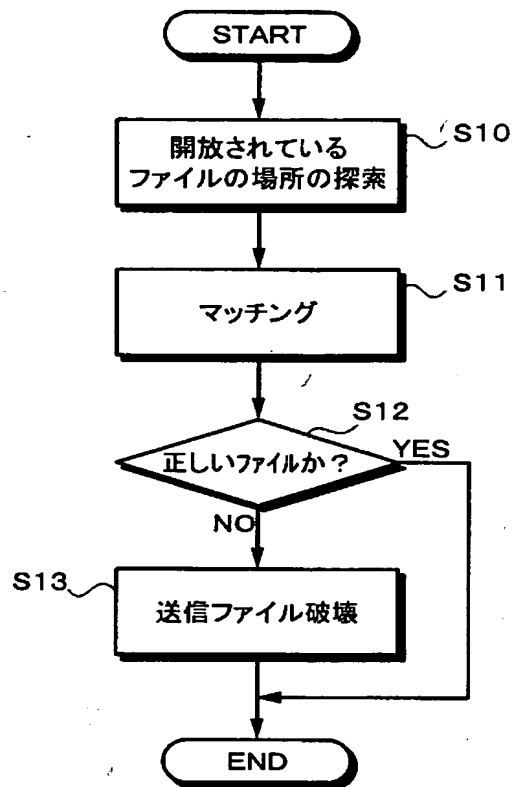 START
開放されている
ファイルの場所の探索
S10
マッチング
S11
S12
正しいファイルか？
YES
NO
S13
送信ファイル破壊
END